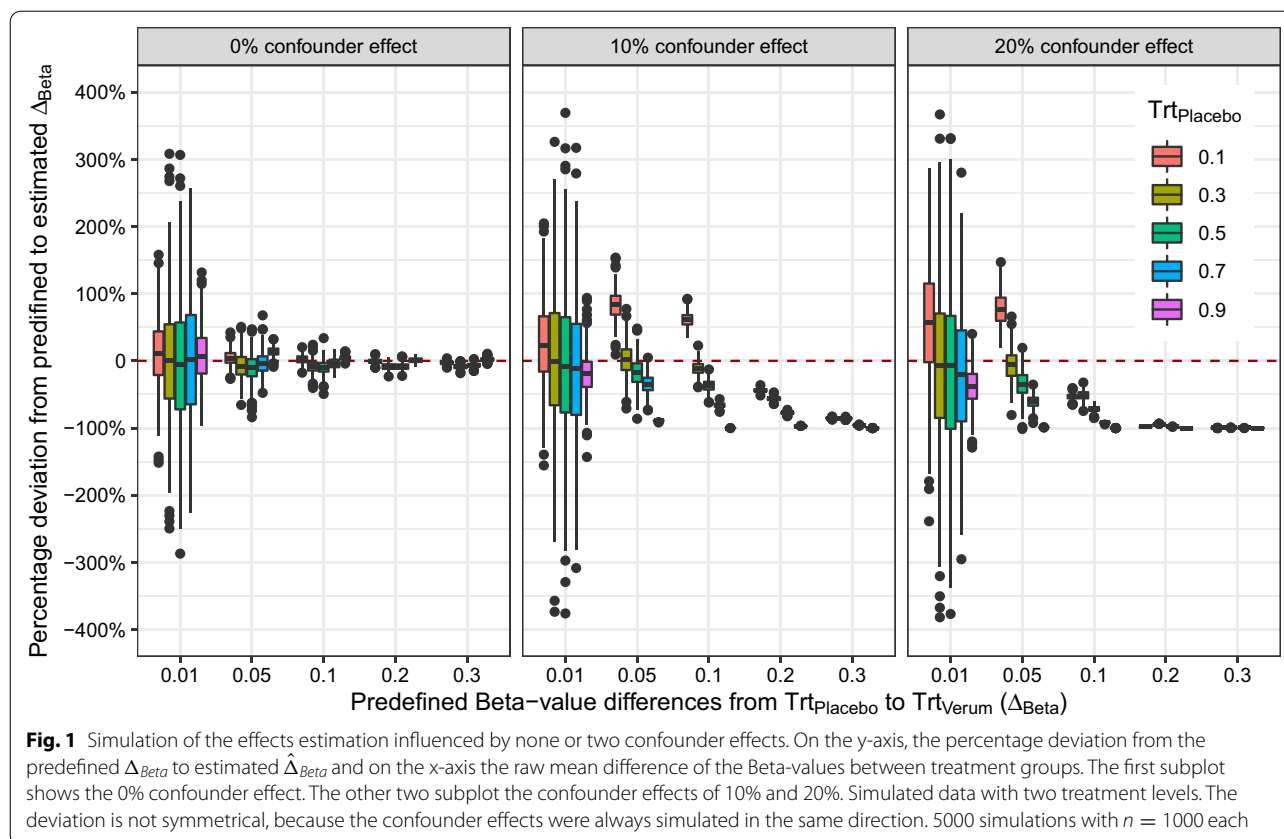 0% confounder effect
10% confounder effect
20% confounder effect
Percentage deviation from predifined to estimated ΔBeta
400%
300%
200%
100%
0
−100%
−200%
−300%
−400%
TrtPlacebo
0.1
0.3
0.5
0.7
0.9
0.01 0.05 0.1 0.2 0.3
0.01 0.05 0.1 0.2 0.3
0.01 0.05 0.1 0.2 0.3
Predefined Beta−value differences from TrtPlacebo to TrtVerum (ΔBeta)
Fig. 1 Simulation of the effects estimation influenced by none or two confounder effects. On the y-axis, the percentage deviation from the
predefined ΔBeta to estimated Δ̂Beta and on the x-axis the raw mean difference of the Beta-values between treatment groups. The first subplot
shows the 0% confounder effect. The other two subplot the confounder effects of 10% and 20%. Simulated data with two treatment levels. The
deviation is not symmetrical, because the confounder effects were always simulated in the same direction. 5000 simulations with n = 1000 each